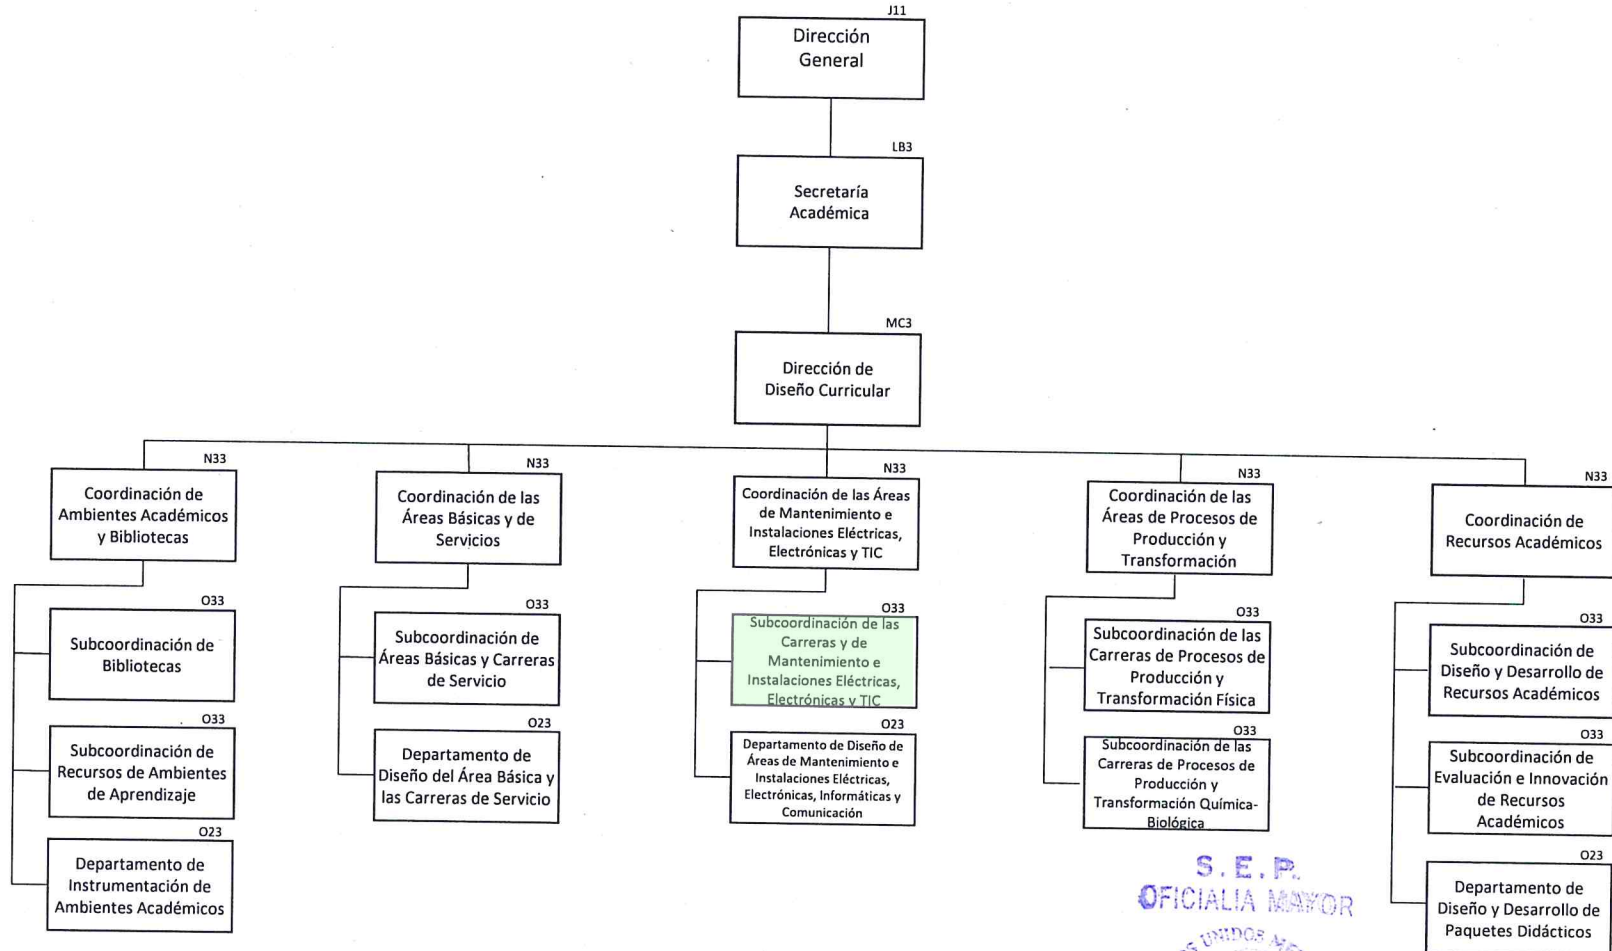 J11
Dirección
General
LB3
Secretaría
Académica
MC3
Dirección de
Diseño Curricular
N33
Coordinación de
Ambientes Académicos
y Bibliotecas
N33
Coordinación de las
Áreas Básicas y de
Servicios
N33
Coordinación de las Áreas
de Mantenimiento e
Instalaciones Eléctricas,
Electrónicas y TIC
N33
Coordinación de las
Áreas de Procesos de
Producción y
Transformación
N33
Coordinación de
Recursos Académicos
O33
Subcoordinación de
Bibliotecas
O33
Subcoordinación de
Áreas Básicas y Carreras
de Servicio
O33
Subcoordinación de las
Carreras y de
Mantenimiento e
Instalaciones Eléctricas,
Electrónicas y TIC
O33
Subcoordinación de las
Carreras de Procesos de
Producción y
Transformación Física
O33
Subcoordinación de
Diseño y Desarrollo de
Recursos Académicos
O33
Subcoordinación de
Recursos de Ambientes
de Aprendizaje
O23
Departamento de
Diseño del Área Básica y
las Carreras de Servicio
O23
Departamento de Diseño de
Áreas de Mantenimiento e
Instalaciones Eléctricas,
Electrónicas, Informáticas y
Comunicación
O33
Subcoordinación de las
Carreras de Procesos de
Producción y
Transformación Química-
Biológica
O33
Subcoordinación de
Evaluación e Innovación
de Recursos
Académicos
O23
Departamento de
Instrumentación de
Ambientes Académicos
O23
Departamento de
Diseño y Desarrollo de
Paquetes Didácticos
S.E.P.
OFICIALIA MAYOR
UNIDOS